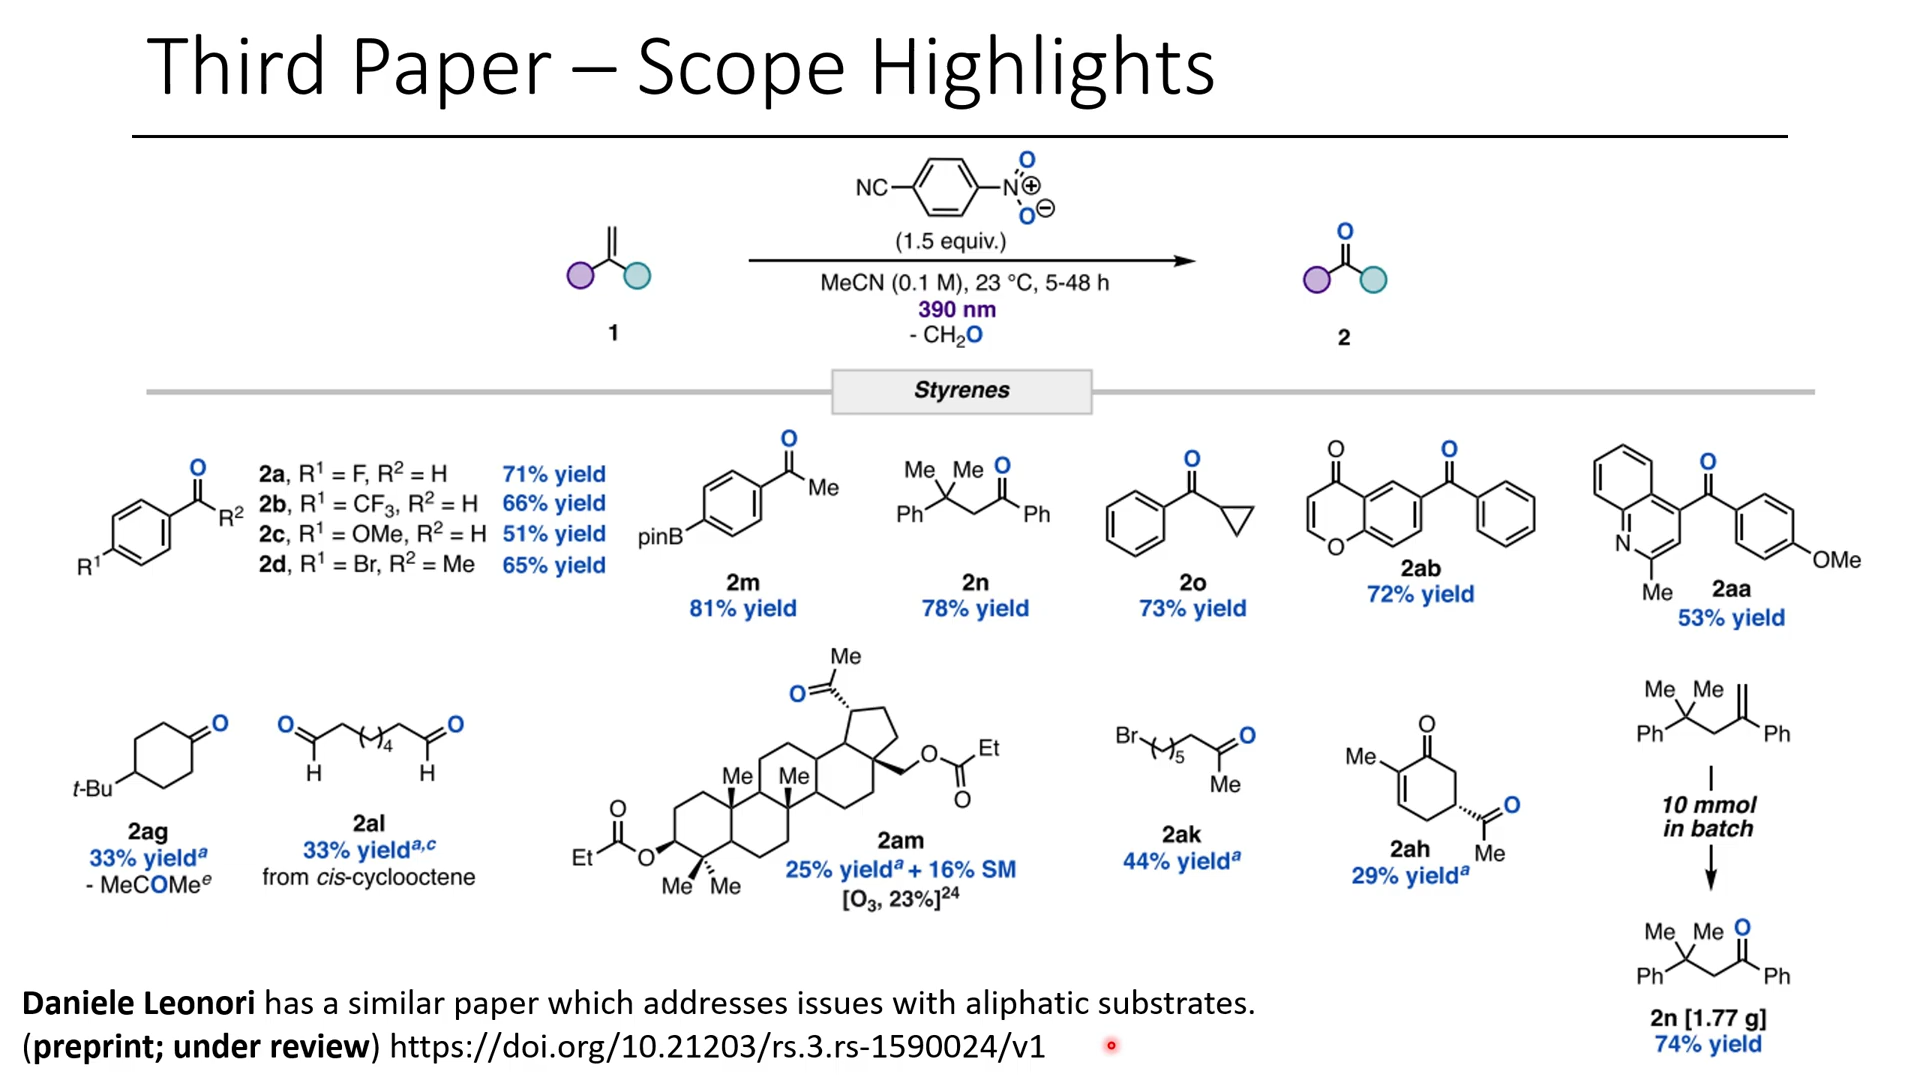 Third Paper – Scope Highlights
NC
N⊕
O
O⊖
(1.5 equiv.)
MeCN (0.1 M), 23 °C, 5-48 h
390 nm
- CH₂O
1
O
2
Styrenes
O
R²
R¹
2a, R¹ = F, R² = H 71% yield
2b, R¹ = CF₃, R² = H 66% yield
2c, R¹ = OMe, R² = H 51% yield
2d, R¹ = Br, R² = Me 65% yield
O
Me
pinB
2m
81% yield
Me Me O
Ph Ph
2n
78% yield
O
2o
73% yield
O O
O
2ab
72% yield
O
N
OMe
Me
2aa
53% yield
O
t-Bu
2ag
33% yieldᵃ
- MeCOMeᵉ
O O
4
H H
2al
33% yieldᵃ,ᶜ
from cis-cyclooctene
Me
O
Me Me
O Et
O
O
Et O
Me Me
2am
25% yieldᵃ + 16% SM
[O₃, 23%]²⁴
Br O
5
Me
2ak
44% yieldᵃ
O
Me
O
Me
2ah
29% yieldᵃ
Me Me
Ph Ph
10 mmol
in batch
Me Me O
Ph Ph
2n [1.77 g]
74% yield
Daniele Leonori has a similar paper which addresses issues with aliphatic substrates.
(preprint; under review) https://doi.org/10.21203/rs.3.rs-1590024/v1